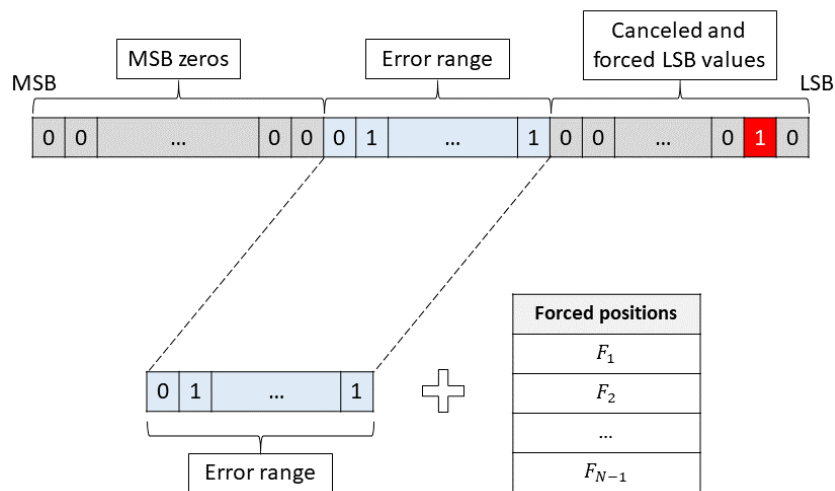 Canceled and
forced LSB values
MSB zeros
Error range
MSB
LSB
0 0 ... 0 0 0 1 ... 1 0 0 ... 0 1 0
Forced positions
F₁
0 1 ... 1
F₂
...
Error range
Fₙ₋₁